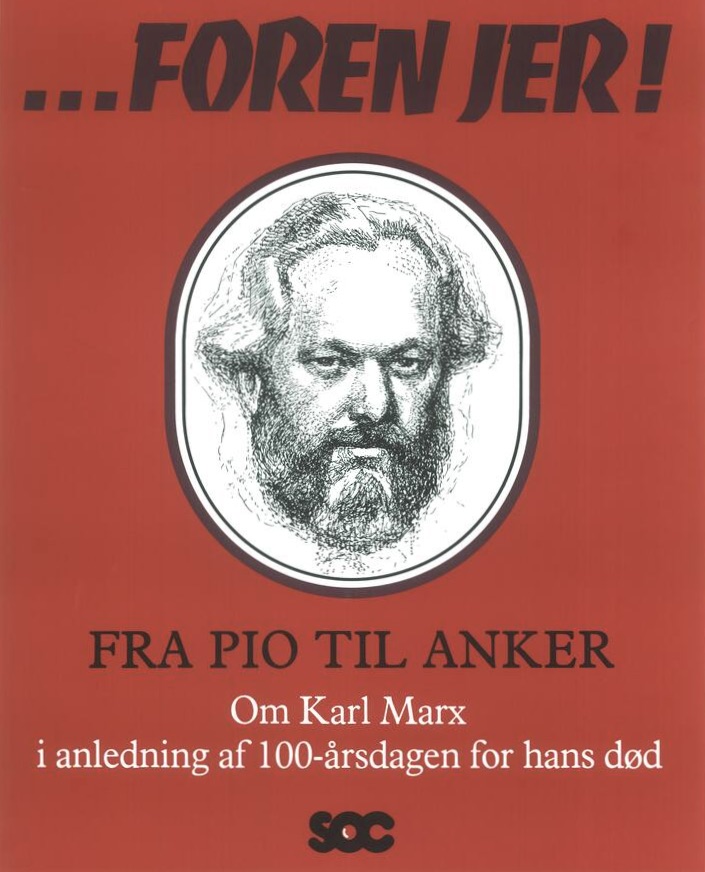 ...FOREN JER!
FRA PIO TIL ANKER
Om Karl Marx
i anledning af 100-årsdagen for hans død
SOC